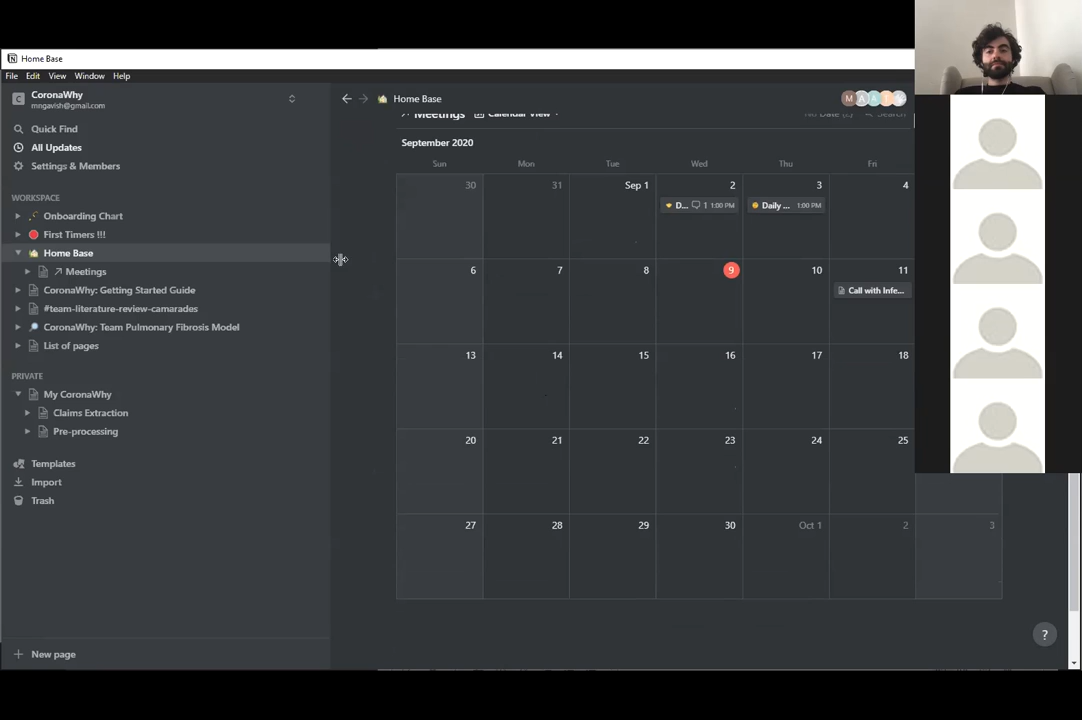 Home Base
File Edit View Window Help
C CoronaWhy
mngavish@gmail.com
Quick Find
All Updates
Settings & Members
WORKSPACE
Onboarding Chart
First Timers !!!
Home Base
Meetings
CoronaWhy: Getting Started Guide
#team-literature-review-camarades
CoronaWhy: Team Pulmonary Fibrosis Model
List of pages
PRIVATE
My CoronaWhy
Claims Extraction
Pre-processing
Templates
Import
Trash
New page
Home Base
M A A T
Meetings Calendar View No Date (2) Search
September 2020
Sun Mon Tue Wed Thu Fri
30 31 Sep 1 2 3 4
D... 1 1:00 PM Daily ... 1:00 PM
6 7 8 9 10 11
Call with Infe...
13 14 15 16 17 18
20 21 22 23 24 25
27 28 29 30 Oct 1 2 3
?